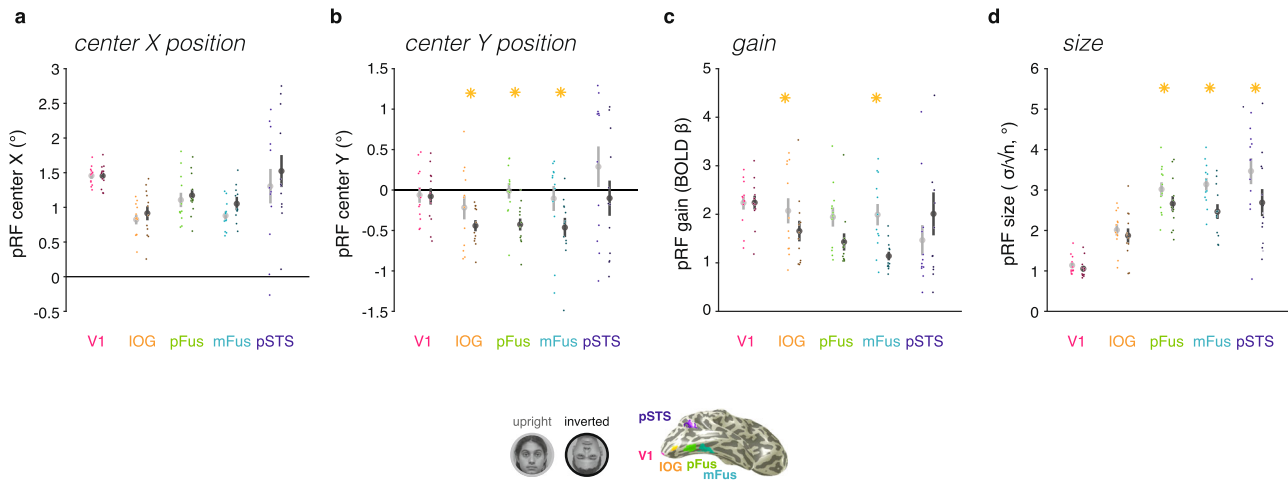 a
center X position
pRF center X (°)
3
2.5
2
1.5
1
0.5
0
-0.5
V1 IOG pFus mFus pSTS
b
center Y position
pRF center Y (°)
1.5
1
0.5
0
-0.5
-1
-1.5
V1 IOG pFus mFus pSTS
c
gain
pRF gain (BOLD β)
5
4
3
2
1
0
V1 IOG pFus mFus pSTS
d
size
pRF size ( σ/√n, °)
6
5
4
3
2
1
0
V1 IOG pFus mFus pSTS
upright inverted
pSTS
V1
IOG pFus
mFus